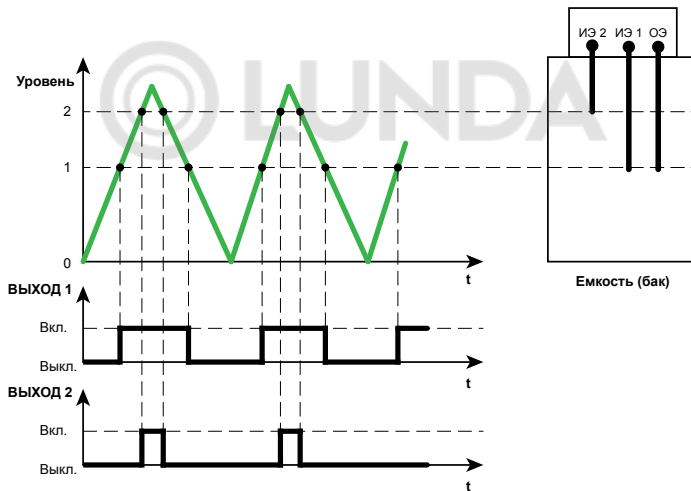 LUNDA
ИЭ 2 ИЭ 1 ОЭ
Уровень
2
1
0
t
Емкость (бак)
ВЫХОД 1
Вкл.
Выкл.
t
ВЫХОД 2
Вкл.
Выкл.
t